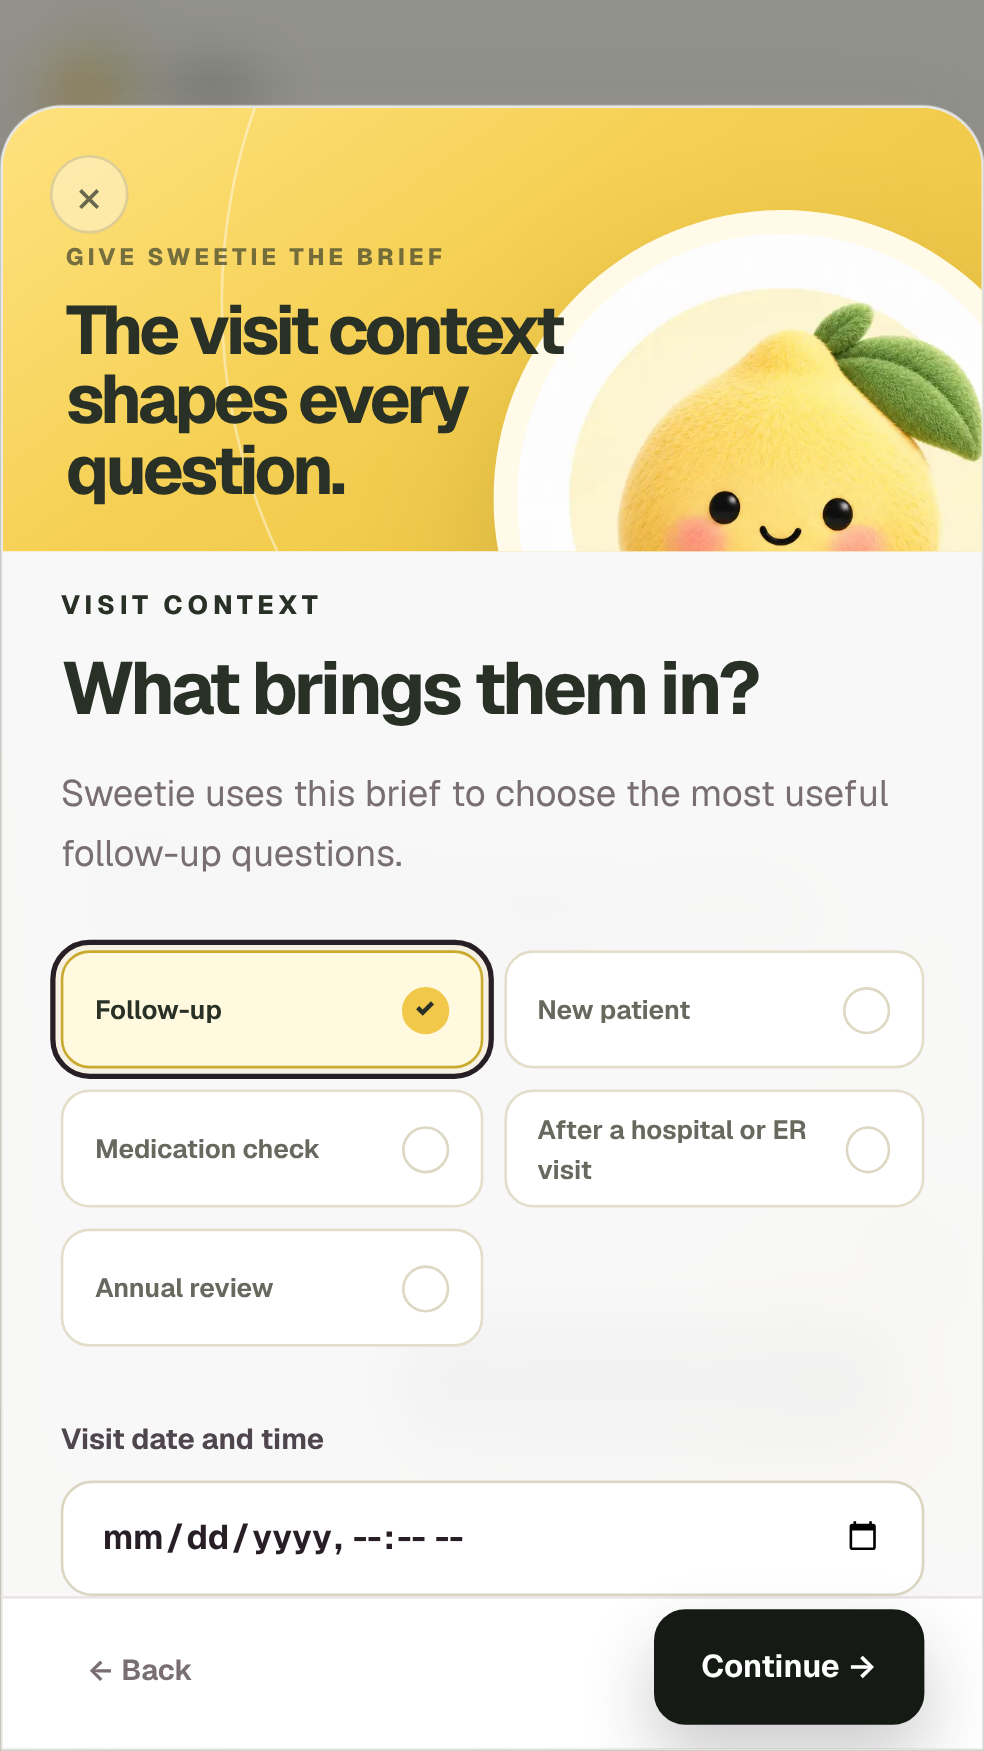 GIVE SWEETIE THE BRIEF
The visit context
shapes every
question.
VISIT CONTEXT
What brings them in?
Sweetie uses this brief to choose the most useful
follow-up questions.
Follow-up
New patient
Medication check
After a hospital or ER
visit
Annual review
Visit date and time
mm/dd/yyyy, --:-- --
← Back
Continue →